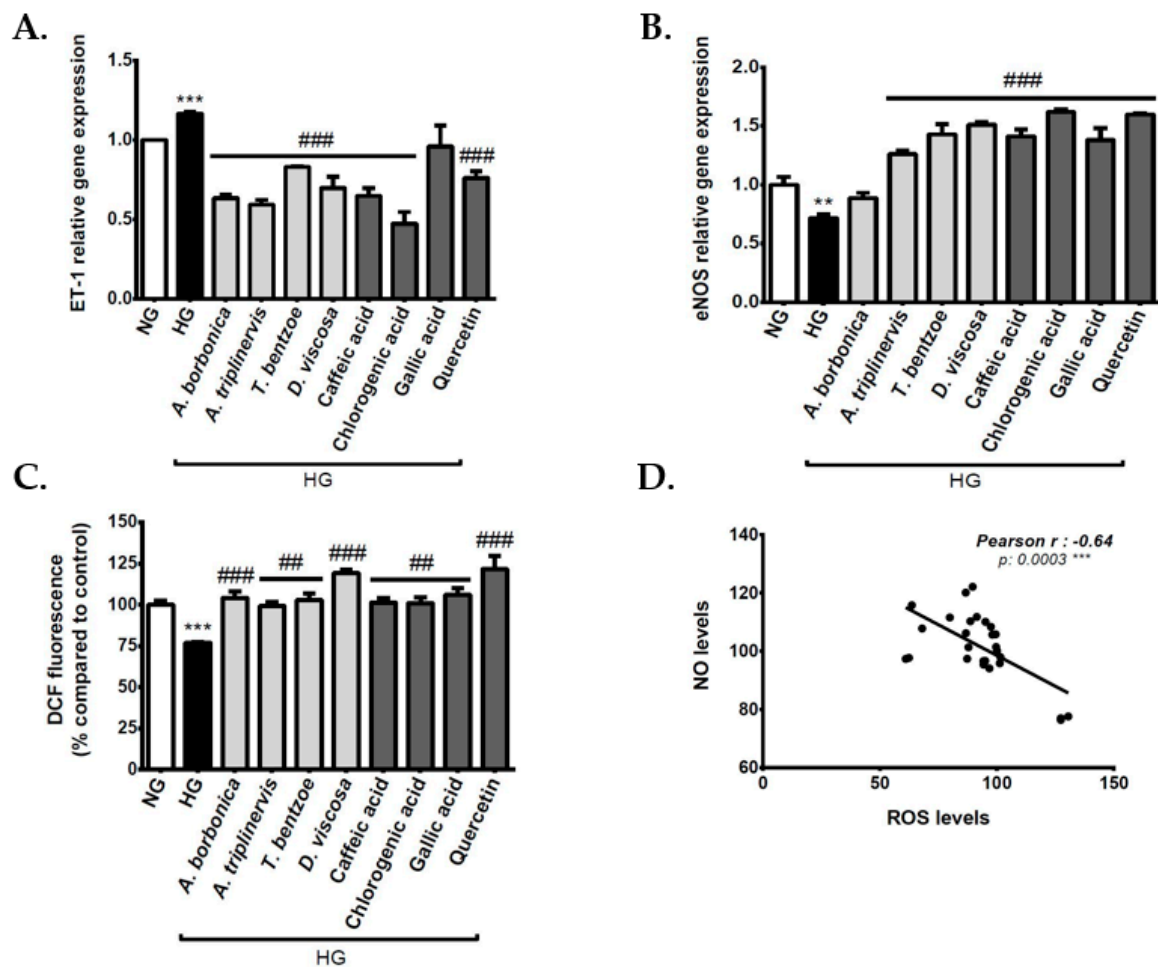 A.
ET-1 relative gene expression
1.5
1.0
0.5
0.0
***
###
###
NG
HG
A. borbonica
A. triplinervis
T. bentzoe
D. viscosa
Caffeic acid
Chlorogenic acid
Gallic acid
Quercetin
HG
B.
eNOS relative gene expression
2.0
1.5
1.0
0.5
0.0
**
###
NG
HG
A. borbonica
A. triplinervis
T. bentzoe
D. viscosa
Caffeic acid
Chlorogenic acid
Gallic acid
Quercetin
HG
C.
DCF fluorescence
(% compared to control)
150
125
100
75
50
25
0
***
###
##
###
##
###
NG
HG
A. borbonica
A. triplinervis
T. bentzoe
D. viscosa
Caffeic acid
Chlorogenic acid
Gallic acid
Quercetin
HG
D.
NO levels
140
120
100
80
60
Pearson r : -0.64
p: 0.0003 ***
0
50
100
150
ROS levels